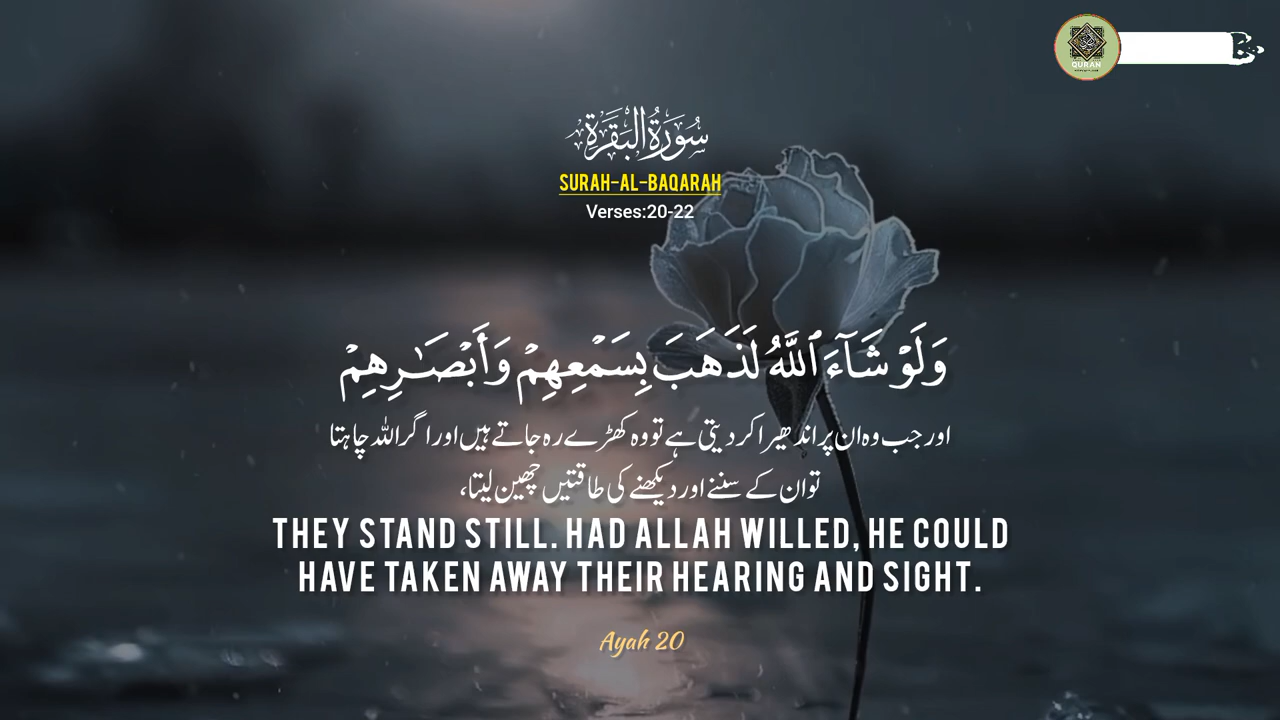 QURAN
سُورَةُ البَقَرَةِ
SURAH-AL-BAQARAH
Verses:20-22
وَلَوْ شَآءَ ٱللَّهُ لَذَهَبَ بِسَمْعِهِمْ وَأَبْصَـٰرِهِمْ
اور جب وہ ان پر اندھیرا کر دیتی ہے تو وہ کھڑے رہ جاتے ہیں اور اگر اللہ چاہتا
تو ان کے سننے اور دیکھنے کی طاقتیں چھین لیتا،
THEY STAND STILL. HAD ALLAH WILLED, HE COULD
HAVE TAKEN AWAY THEIR HEARING AND SIGHT.
Ayah 20